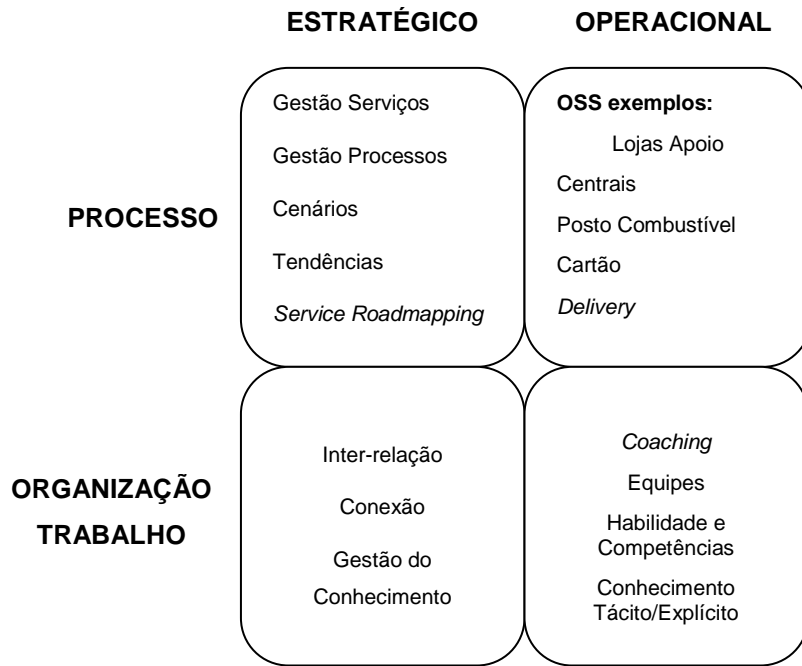 ESTRATÉGICO
OPERACIONAL
PROCESSO
Gestão Serviços
Gestão Processos
Cenários
Tendências
Service Roadmapping
OSS exemplos:
Lojas Apoio
Centrais
Posto Combustível
Cartão
Delivery
ORGANIZAÇÃO
TRABALHO
Inter-relação
Conexão
Gestão do
Conhecimento
Coaching
Equipes
Habilidade e
Competências
Conhecimento
Tácito/Explícito